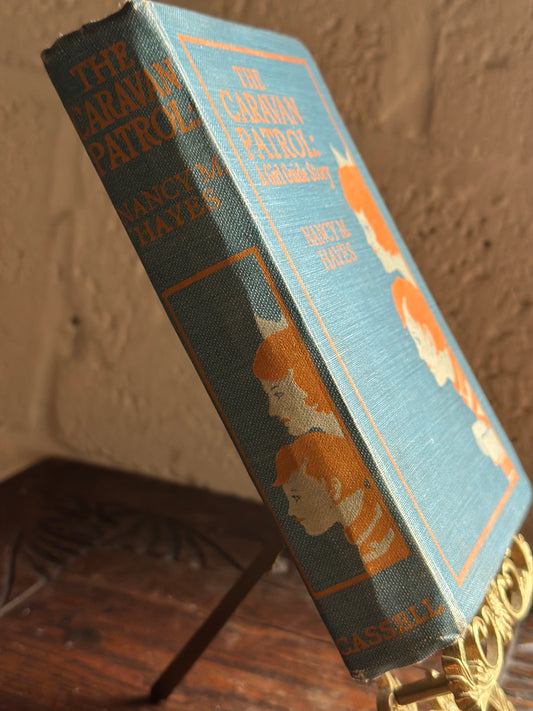 THE
CARAVAN
PATROL
NANCY M.
HAYES
CASSELL
THE
CARAVAN
PATROL:
A Girl Guide Story
NANCY M.
HAYES